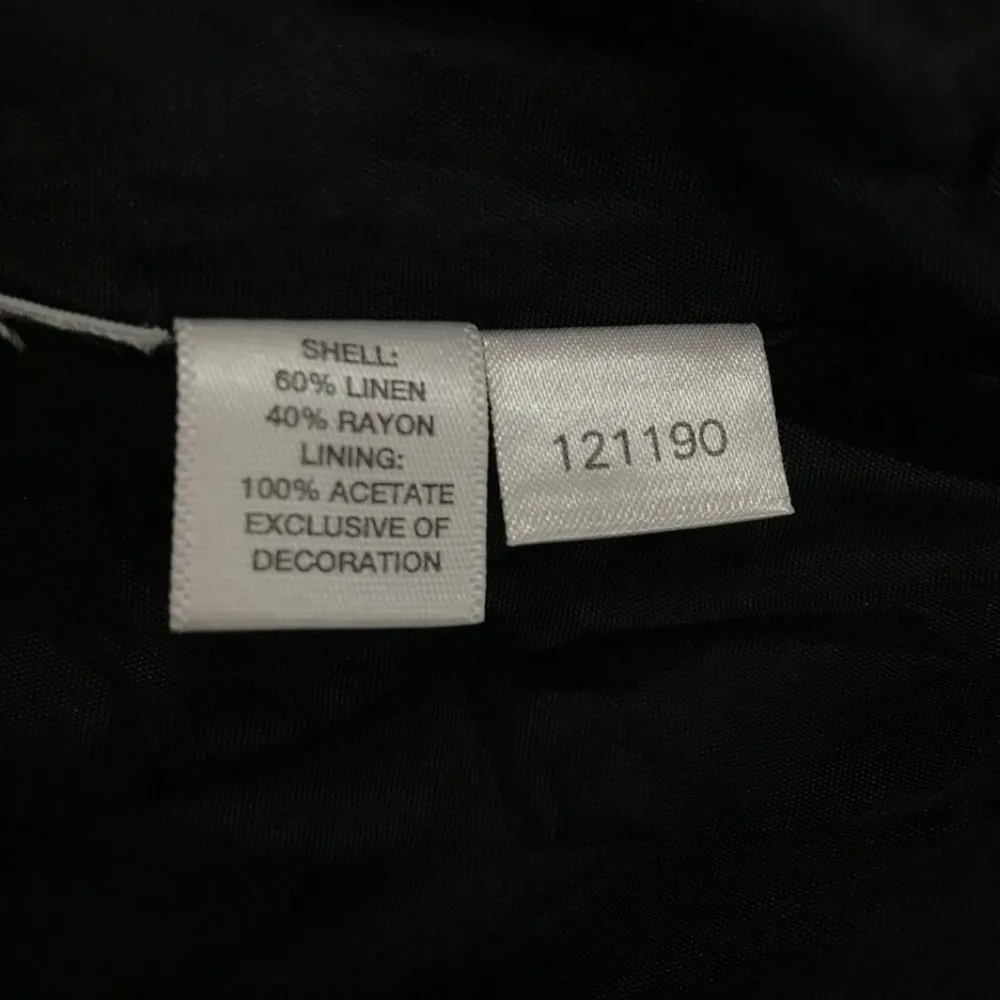 SHELL:
60% LINEN
40% RAYON
LINING:
100% ACETATE
EXCLUSIVE OF
DECORATION
121190